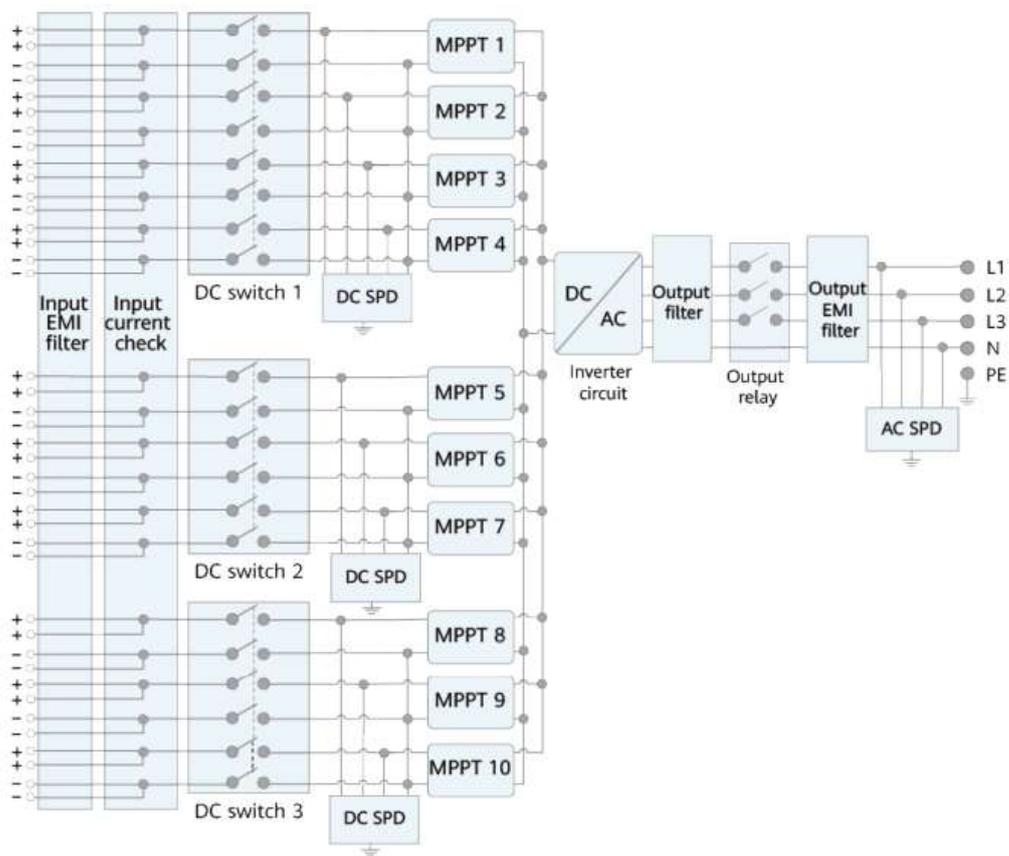 +
+
−
−
+
+
−
−
+
+
−
−
+
+
−
−
MPPT 1
MPPT 2
MPPT 3
MPPT 4
DC switch 1
DC SPD
Input
EMI
filter
Input
current
check
DC
AC
Inverter
circuit
Output
filter
Output
relay
Output
EMI
filter
L1
L2
L3
N
PE
AC SPD
+
+
−
−
+
+
−
−
+
+
−
−
MPPT 5
MPPT 6
MPPT 7
DC switch 2
DC SPD
+
+
−
−
+
+
−
−
+
+
−
−
MPPT 8
MPPT 9
MPPT 10
DC switch 3
DC SPD